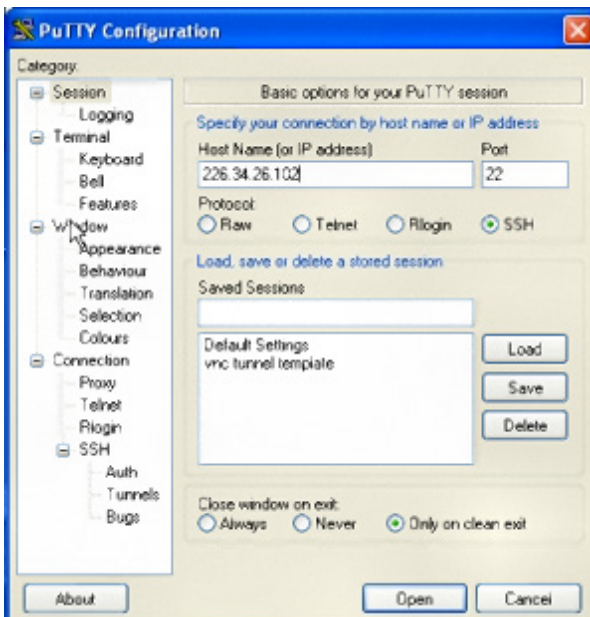 PuTTY Configuration
Category:
Session
Logging
Terminal
Keyboard
Bell
Features
Window
Appearance
Behaviour
Translation
Selection
Colours
Connection
Proxy
Telnet
Rlogin
SSH
Auth
Tunnels
Bugs
Basic options for your PuTTY session
Specify your connection by host name or IP address
Host Name (or IP address) Port
226.34.26.102 22
Protocol:
Raw Telnet Rlogin SSH
Load, save or delete a stored session
Saved Sessions
Default Settings
vnc tunnel template
Load
Save
Delete
Close window on exit:
Always Never Only on clean exit
About Open Cancel